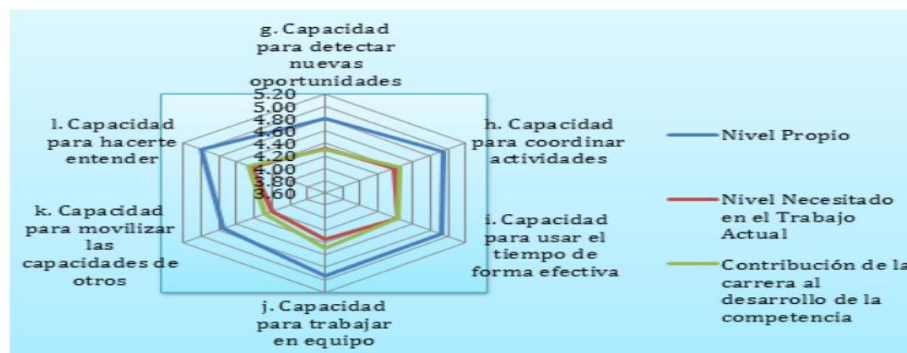 g. Capacidad
para detectar
nuevas
oportunidades
5.20
5.00
4.80
4.60
4.40
4.20
4.00
3.80
3.60
h. Capacidad
para coordinar
actividades
i. Capacidad
para usar el
tiempo de
forma efectiva
j. Capacidad
para trabajar
en equipo
k. Capacidad
para movilizar
las
capacidades de
otros
l. Capacidad
para hacerte
entender
Nivel Propio
Nivel Necesitado
en el Trabajo
Actual
Contribución de la
carrera al
desarrollo de la
competencia